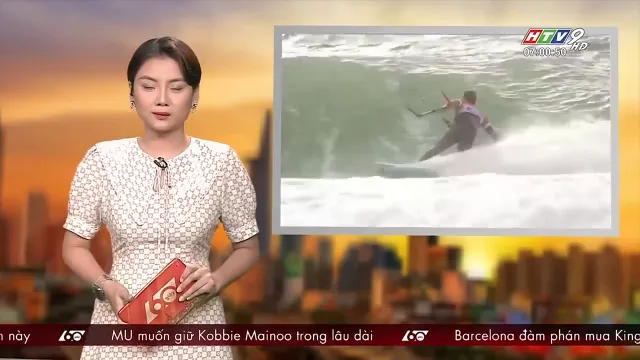 HTV9 HD
07:00:50
60
n này 60 MU muốn giữ Kobbie Mainoo trong lâu dài 60 Barcelona đàm phán mua King